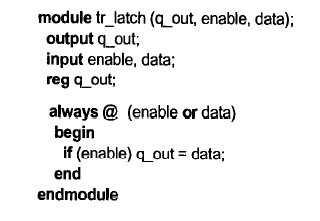 module tr_latch (q_out, enable, data);
output q_out;
input enable, data;
reg q_out;
always @ (enable or data)
begin
if (enable) q_out = data;
end
endmodule